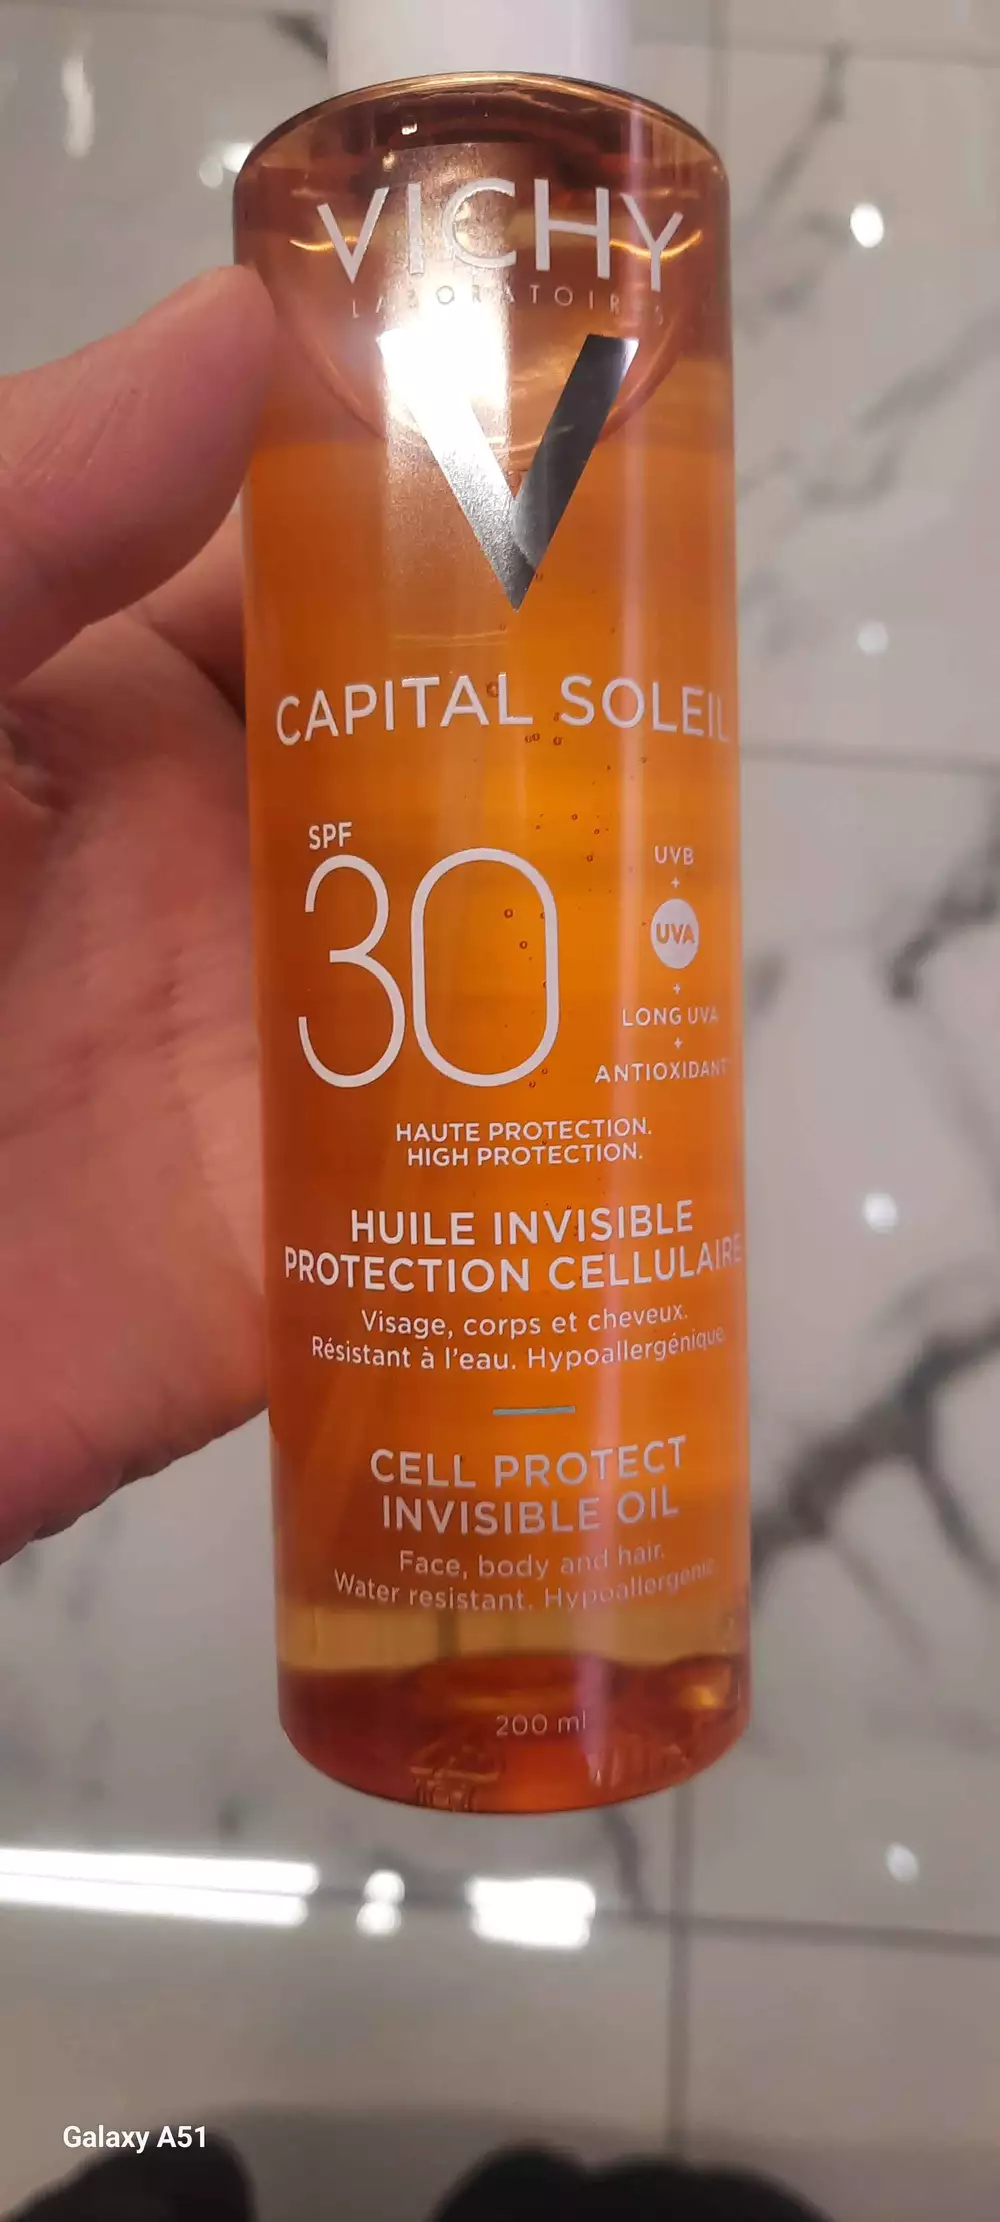 VICHY
LABORATOIRES
CAPITAL SOLEIL
SPF
30
UVB
+
UVA
+
LONG UVA
+
ANTIOXIDANT
HAUTE PROTECTION.
HIGH PROTECTION.
HUILE INVISIBLE
PROTECTION CELLULAIRE
Visage, corps et cheveux.
Résistant à l'eau. Hypoallergénique.
CELL PROTECT
INVISIBLE OIL
Face, body and hair.
Water resistant. Hypoallergenic.
200 ml
Galaxy A51